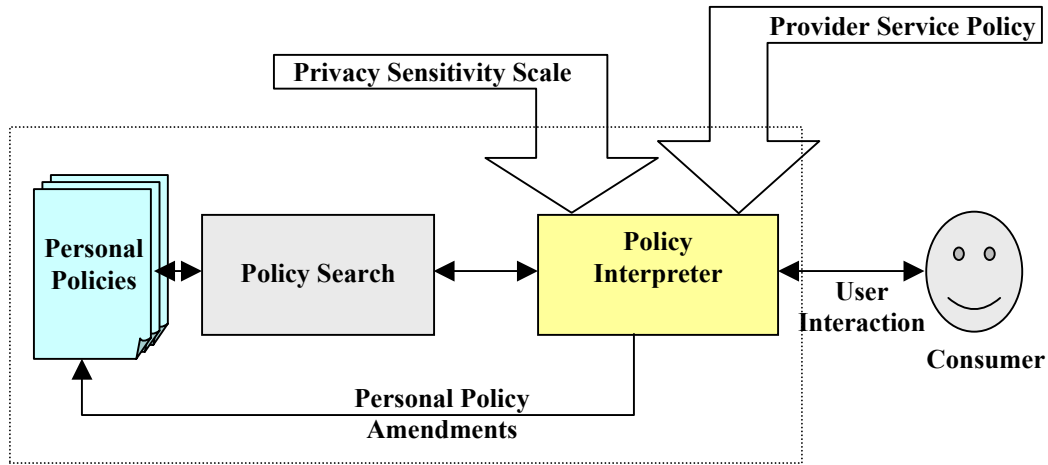 Provider Service Policy
Privacy Sensitivity Scale
Personal
Policies
Policy Search
Policy
Interpreter
User
Interaction
Consumer
Personal Policy
Amendments